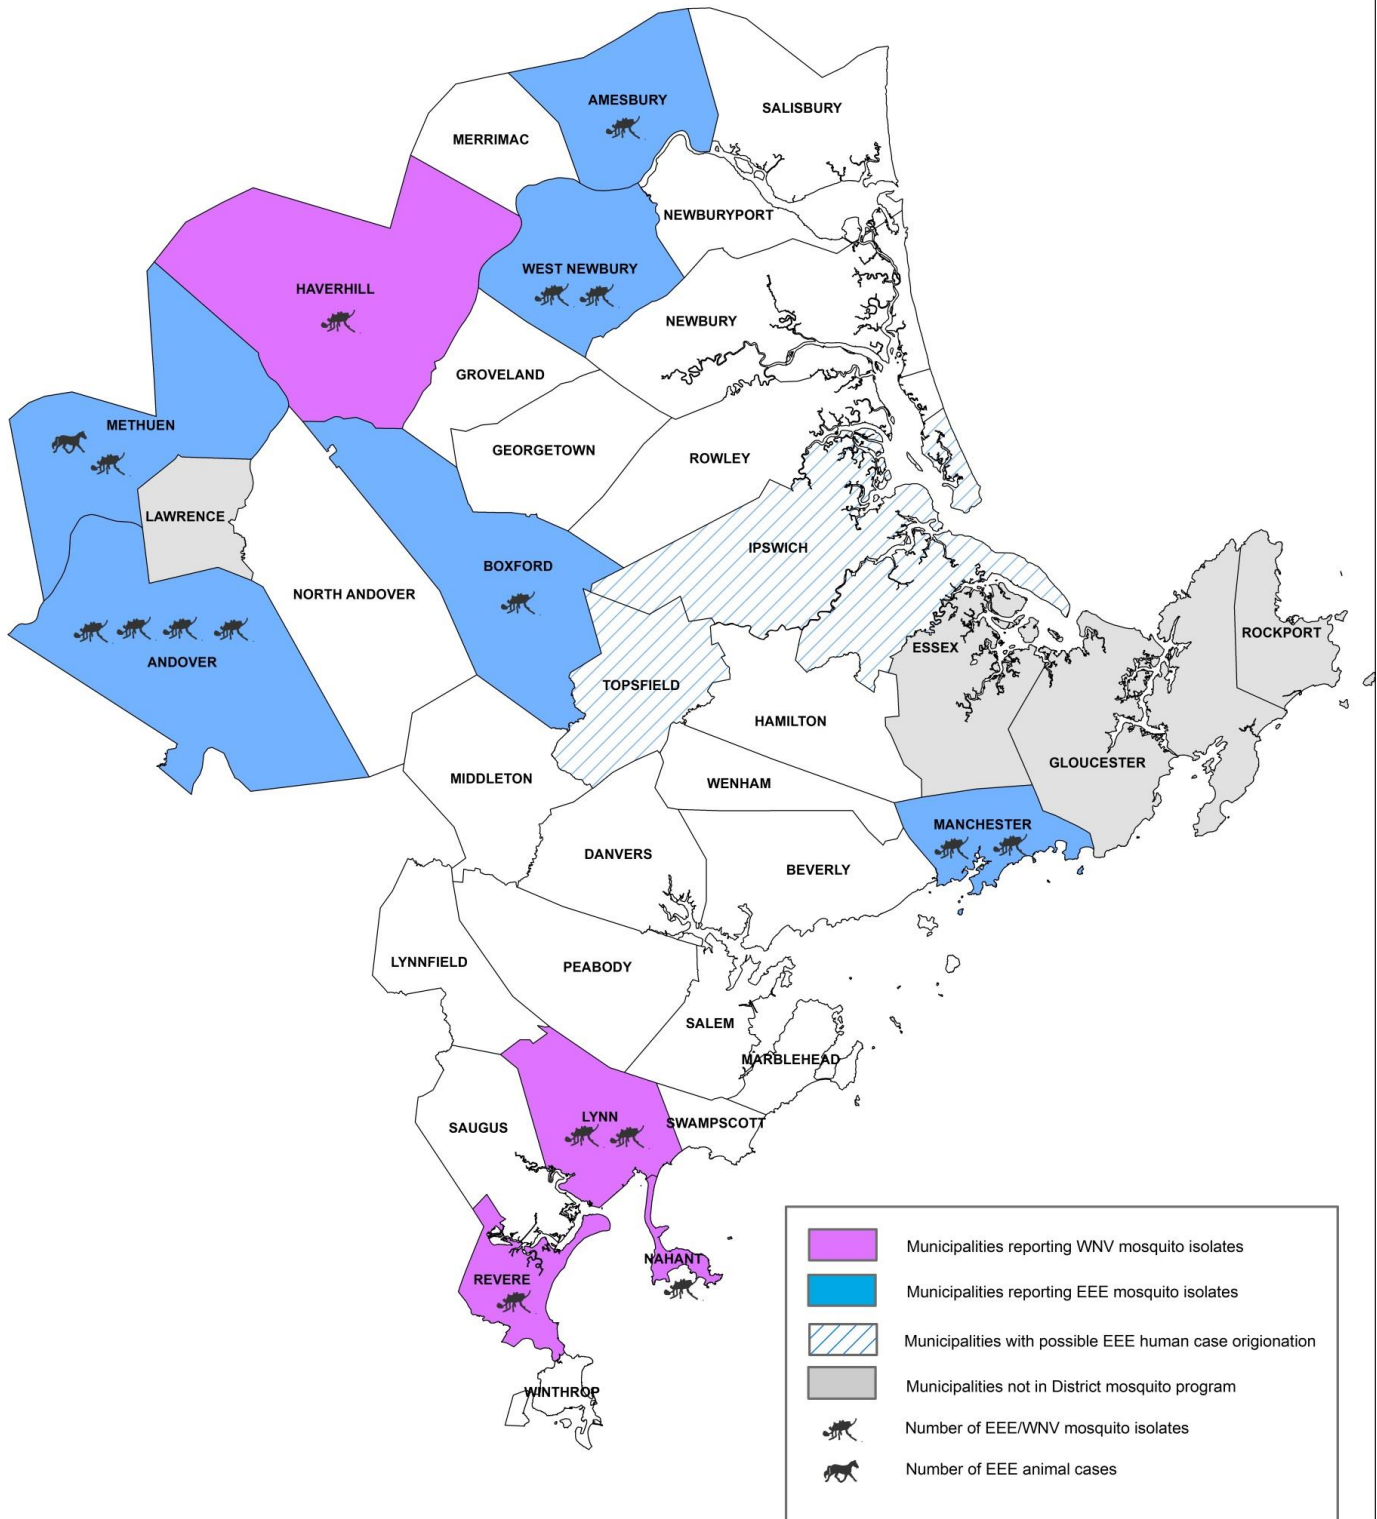 AMESBURY
SALISBURY
MERRIMAC
NEWBURYPORT
WEST NEWBURY
HAVERHILL
NEWBURY
GROVELAND
METHUEN
GEORGETOWN
ROWLEY
LAWRENCE
IPSWICH
BOXFORD
NORTH ANDOVER
ROCKPORT
ESSEX
ANDOVER
TOPSFIELD
HAMILTON
GLOUCESTER
MIDDLETON
WENHAM
MANCHESTER
DANVERS
BEVERLY
LYNNFIELD
PEABODY
SALEM
MARBLEHEAD
LYNN
SWAMPSCOTT
SAUGUS
NAHANT
REVERE
WINTHROP
Municipalities reporting WNV mosquito isolates
Municipalities reporting EEE mosquito isolates
Municipalities with possible EEE human case origionation
Municipalities not in District mosquito program
Number of EEE/WNV mosquito isolates
Number of EEE animal cases